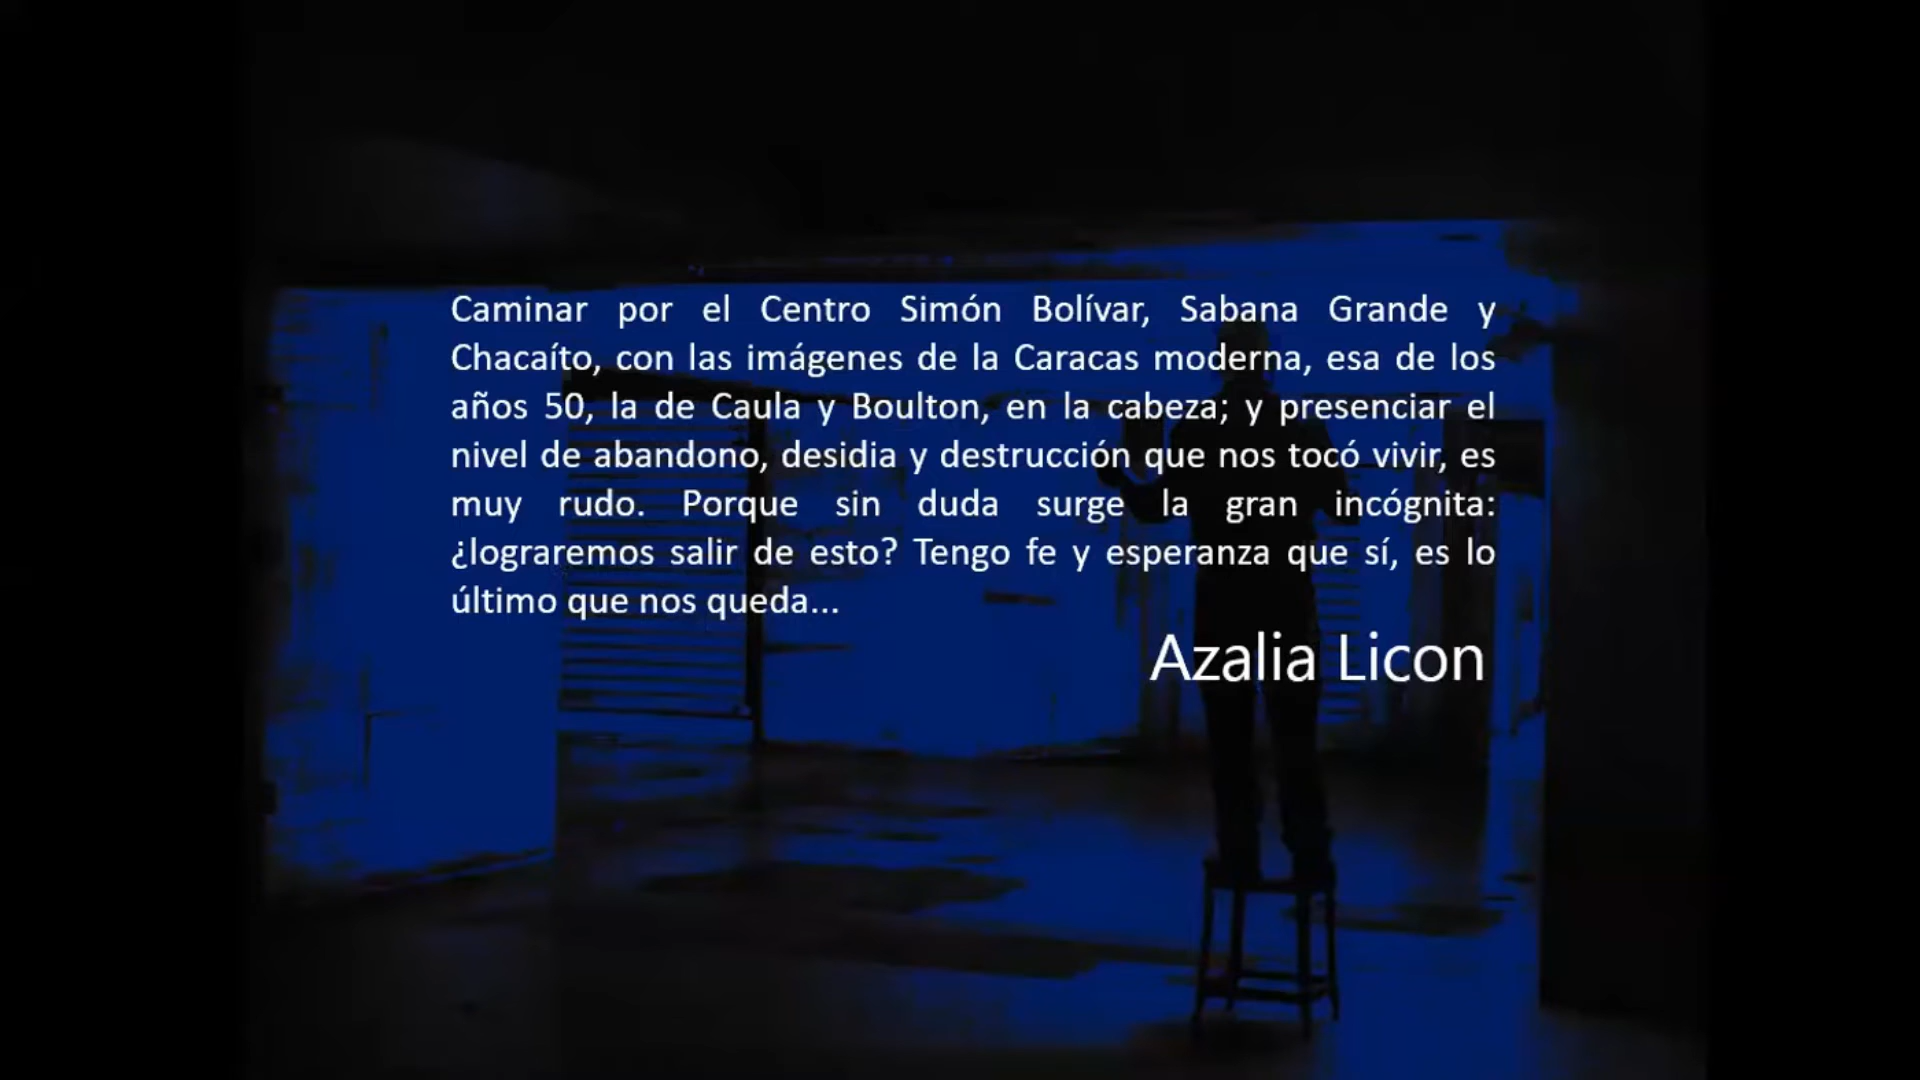 Caminar por el Centro Simón Bolívar, Sabana Grande y
Chacaíto, con las imágenes de la Caracas moderna, esa de los
años 50, la de Caula y Boulton, en la cabeza; y presenciar el
nivel de abandono, desidia y destrucción que nos tocó vivir, es
muy rudo. Porque sin duda surge la gran incógnita:
¿lograremos salir de esto? Tengo fe y esperanza que sí, es lo
último que nos queda...
Azalia Licon